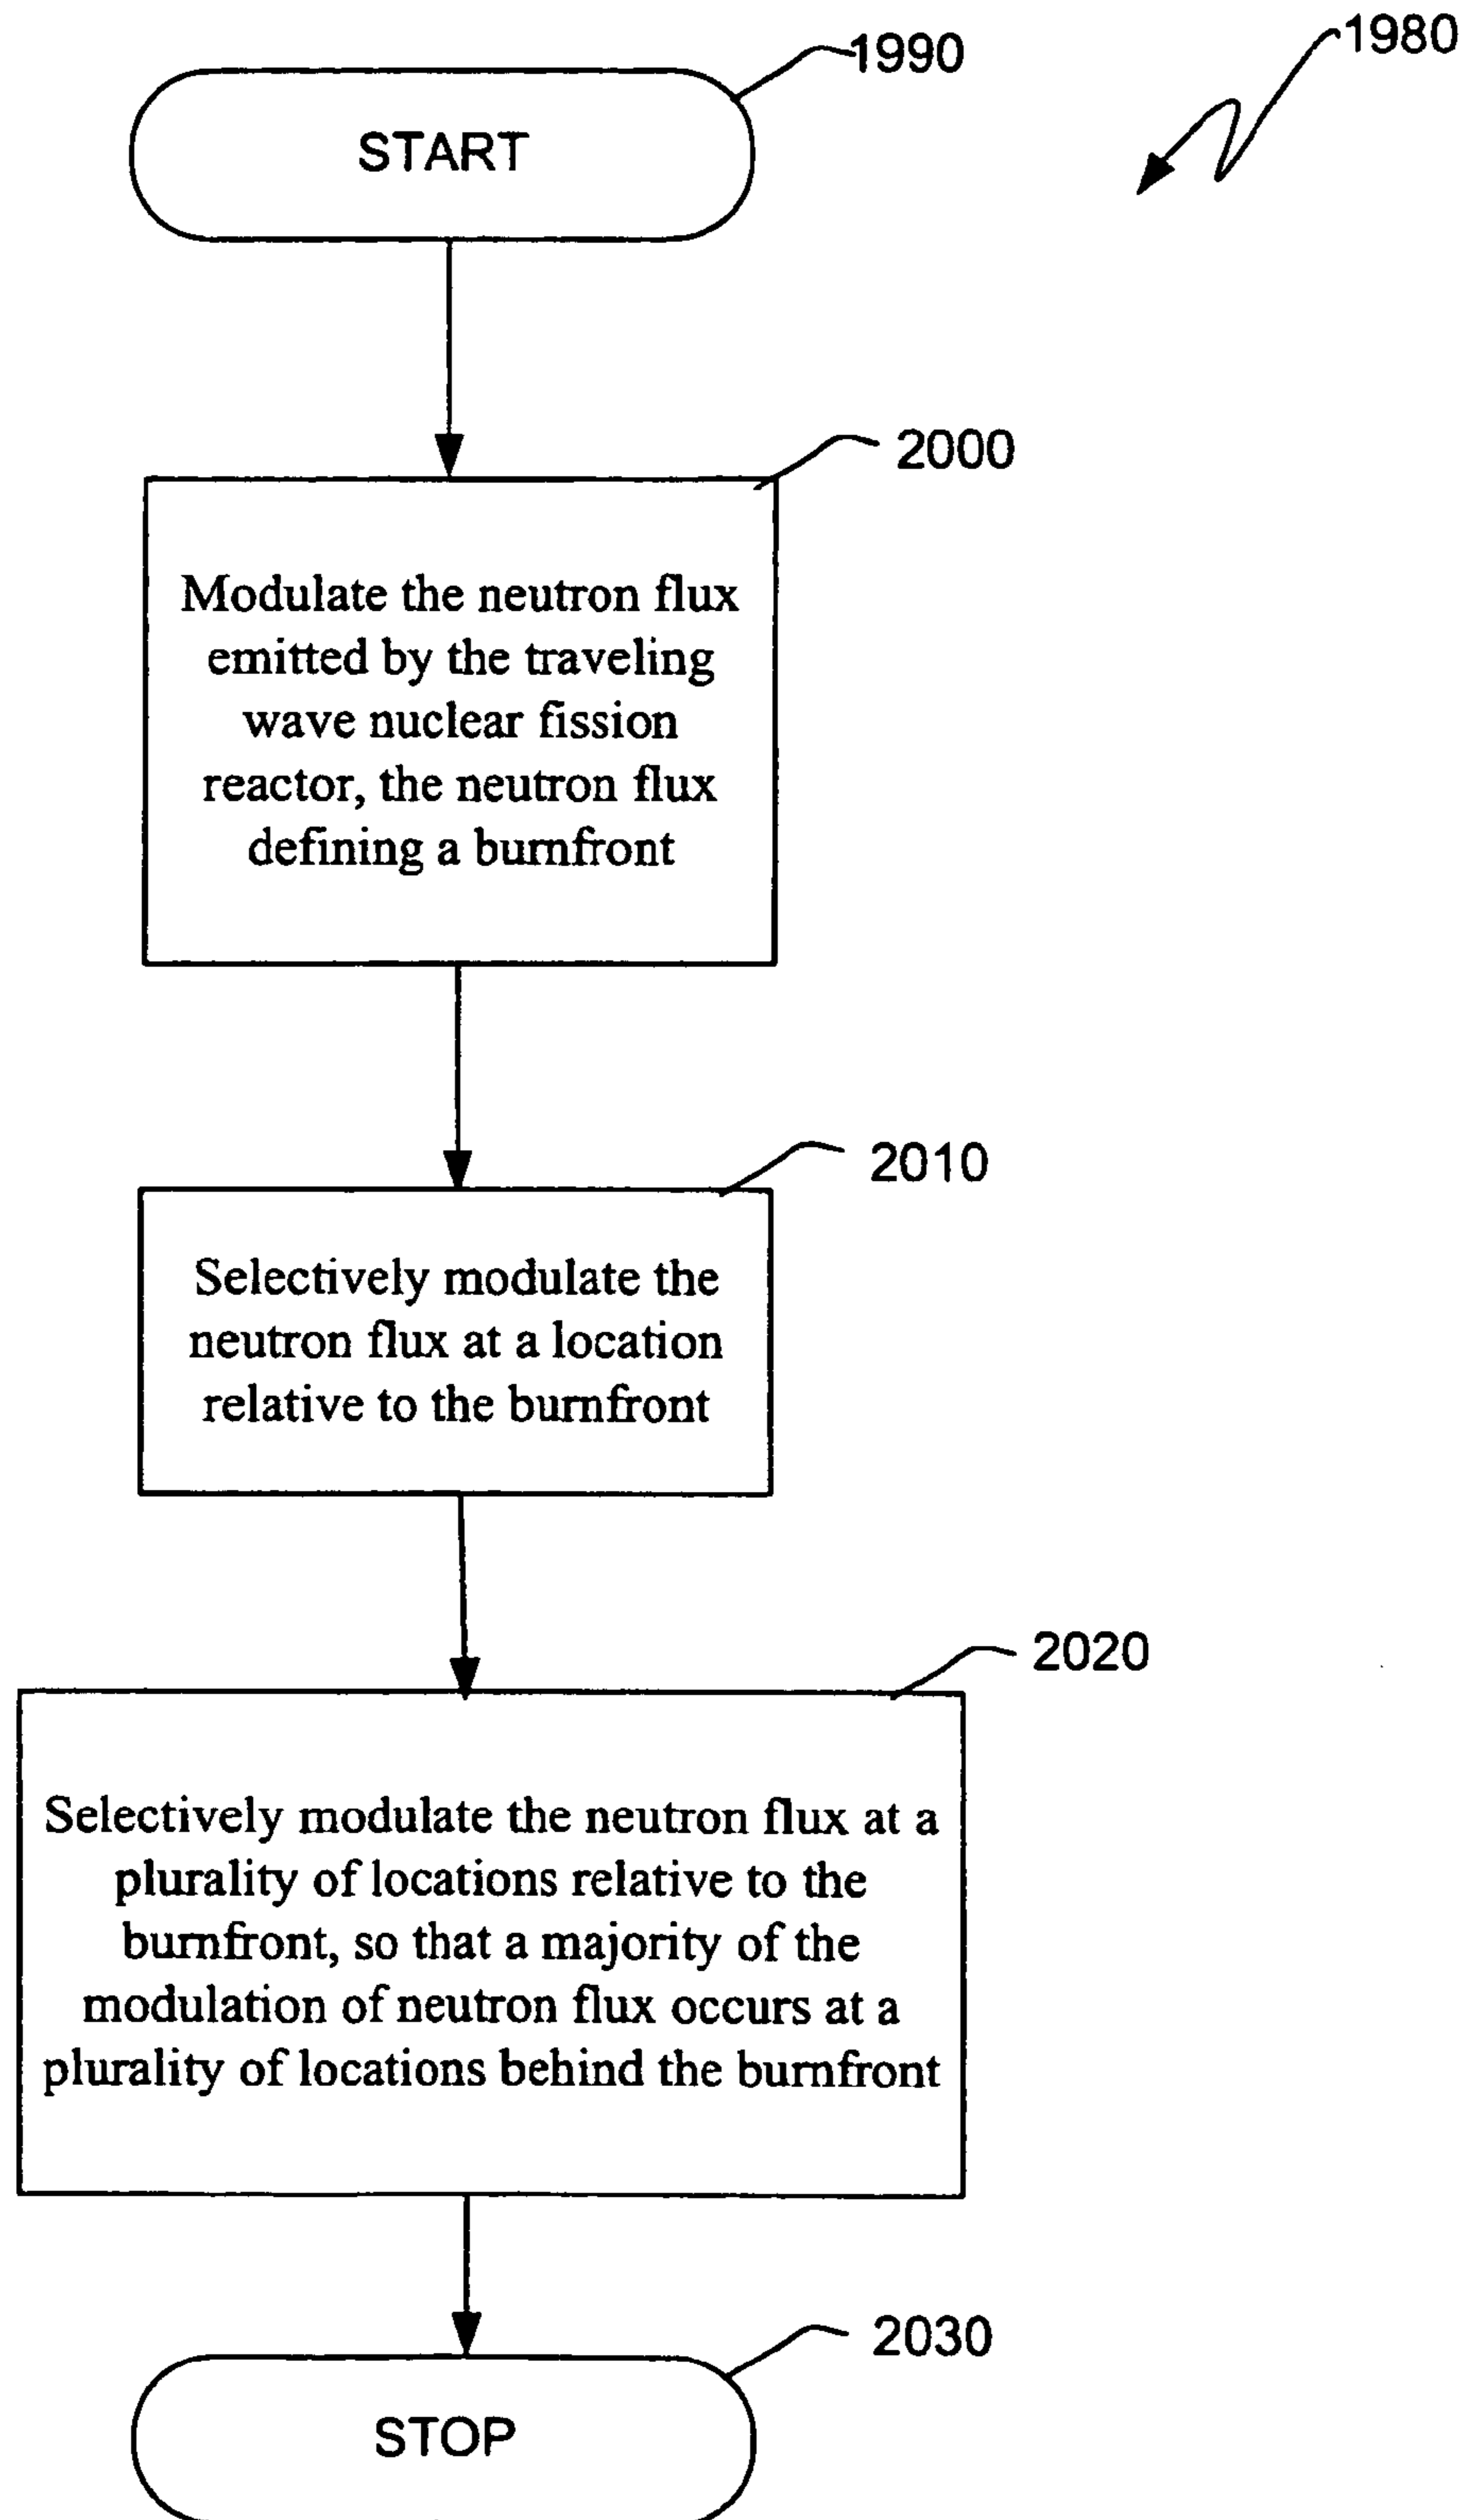 1990
1980
START
2000
Modulate the neutron flux
emitted by the traveling
wave nuclear fission
reactor, the neutron flux
defining a burnfront
2010
Selectively modulate the
neutron flux at a location
relative to the burnfront
2020
Selectively modulate the neutron flux at a
plurality of locations relative to the
burnfront, so that a majority of the
modulation of neutron flux occurs at a
plurality of locations behind the burnfront
2030
STOP